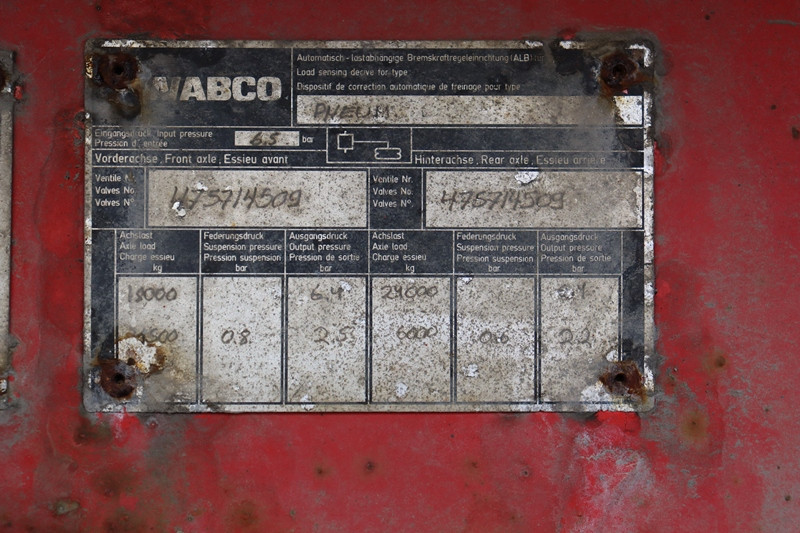 WABCO
Automatisch-lastabhängige Bremskraftregeleinrichtung (ALB)
Load sensing device for type
Dispositif de correction automatique de freinage pour type
PNEUM
Eingangsdruck, Input pressure
Pression d'entrée
6.5 bar
Vorderachse, Front axle, Essieu avant
Hinterachse, Rear axle, Essieu arrière
Ventile Nr.
Valves No.
Valves N°.
475714509
Ventile Nr.
Valves No.
Valves N°.
475714509
Achslast
Axle load
Charge essieu
kg
Federungsdruck
Suspension pressure
Pression suspension
bar
Ausgangsdruck
Output pressure
Pression de sortie
bar
Achslast
Axle load
Charge essieu
kg
Federungsdruck
Suspension pressure
Pression suspension
bar
Ausgangsdruck
Output pressure
Pression de sortie
bar
18000 6.4 24000
0.8 2.5 6000 0.6 2.2